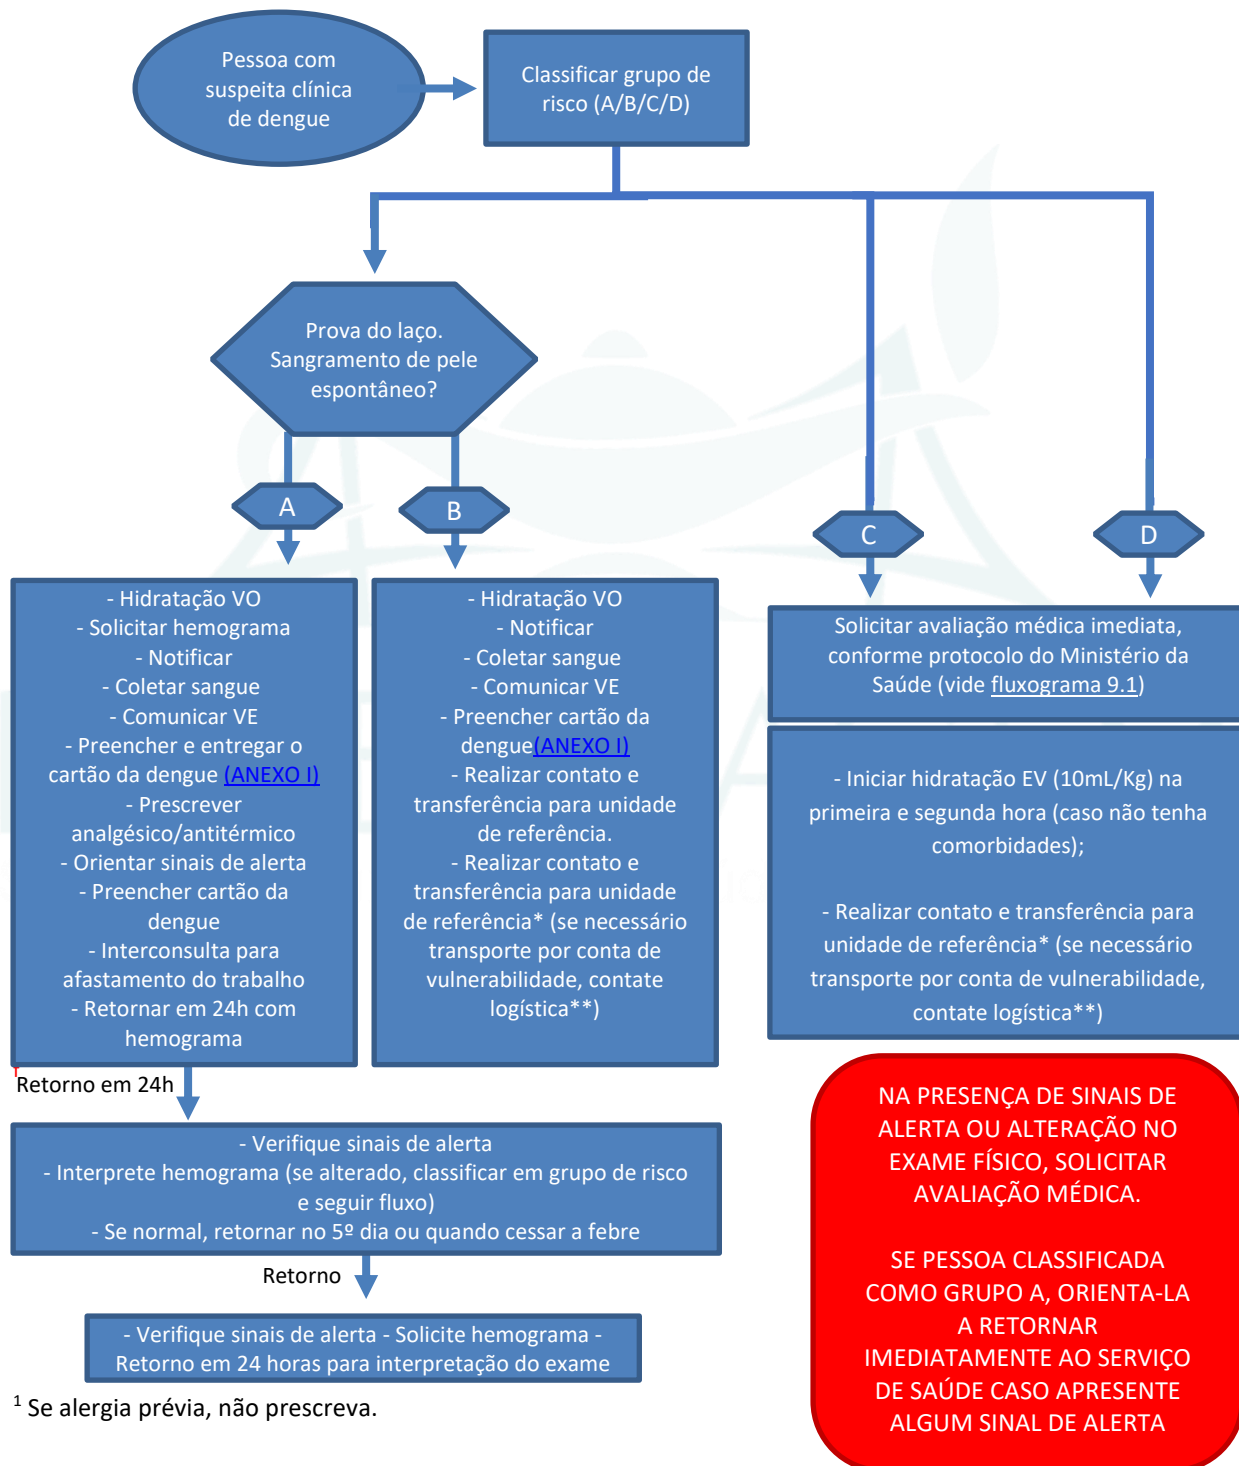 Pessoa com
suspeita clínica
de dengue
Classificar grupo de
risco (A/B/C/D)
Prova do laço.
Sangramento de pele
espontâneo?
A
B
C
D
- Hidratação VO
- Solicitar hemograma
- Notificar
- Coletar sangue
- Comunicar VE
- Preencher e entregar o
cartão da dengue (ANEXO I)
- Prescrever
analgésico/antitérmico
- Orientar sinais de alerta
- Preencher cartão da
dengue
- Interconsulta para
afastamento do trabalho
- Retornar em 24h com
hemograma
- Hidratação VO
- Notificar
- Coletar sangue
- Comunicar VE
- Preencher cartão da
dengue(ANEXO I)
- Realizar contato e
transferência para unidade
de referência.
- Realizar contato e
transferência para unidade
de referência* (se necessário
transporte por conta de
vulnerabilidade, contate
logística**)
Solicitar avaliação médica imediata,
conforme protocolo do Ministério da
Saúde (vide fluxograma 9.1)
- Iniciar hidratação EV (10mL/Kg) na
primeira e segunda hora (caso não tenha
comorbidades);
- Realizar contato e transferência para
unidade de referência* (se necessário
transporte por conta de vulnerabilidade,
contate logística**)
Retorno em 24h
- Verifique sinais de alerta
- Interprete hemograma (se alterado, classificar em grupo de risco
e seguir fluxo)
- Se normal, retornar no 5º dia ou quando cessar a febre
Retorno
- Verifique sinais de alerta - Solicite hemograma -
Retorno em 24 horas para interpretação do exame
¹ Se alergia prévia, não prescreva.
NA PRESENÇA DE SINAIS DE
ALERTA OU ALTERAÇÃO NO
EXAME FÍSICO, SOLICITAR
AVALIAÇÃO MÉDICA.
SE PESSOA CLASSIFICADA
COMO GRUPO A, ORIENTA-LA
A RETORNAR
IMEDIATAMENTE AO SERVIÇO
DE SAÚDE CASO APRESENTE
ALGUM SINAL DE ALERTA